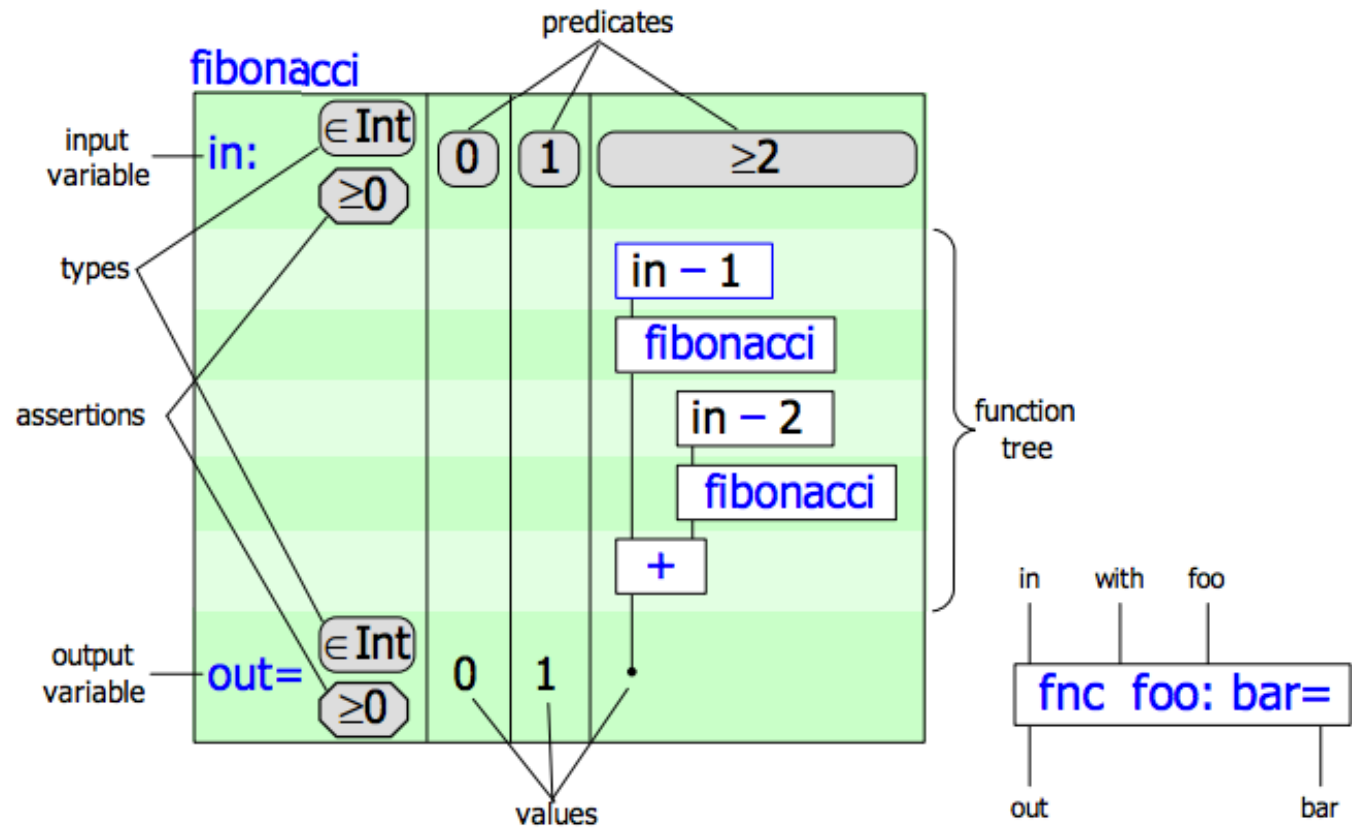 predicates
fibonacci
input
variable
in:
∈ Int
≥0
0
1
≥2
types
in – 1
fibonacci
assertions
in – 2
function
tree
fibonacci
+
output
variable
out=
∈ Int
≥0
0
1
values
in
with
foo
fnc foo: bar=
out
bar